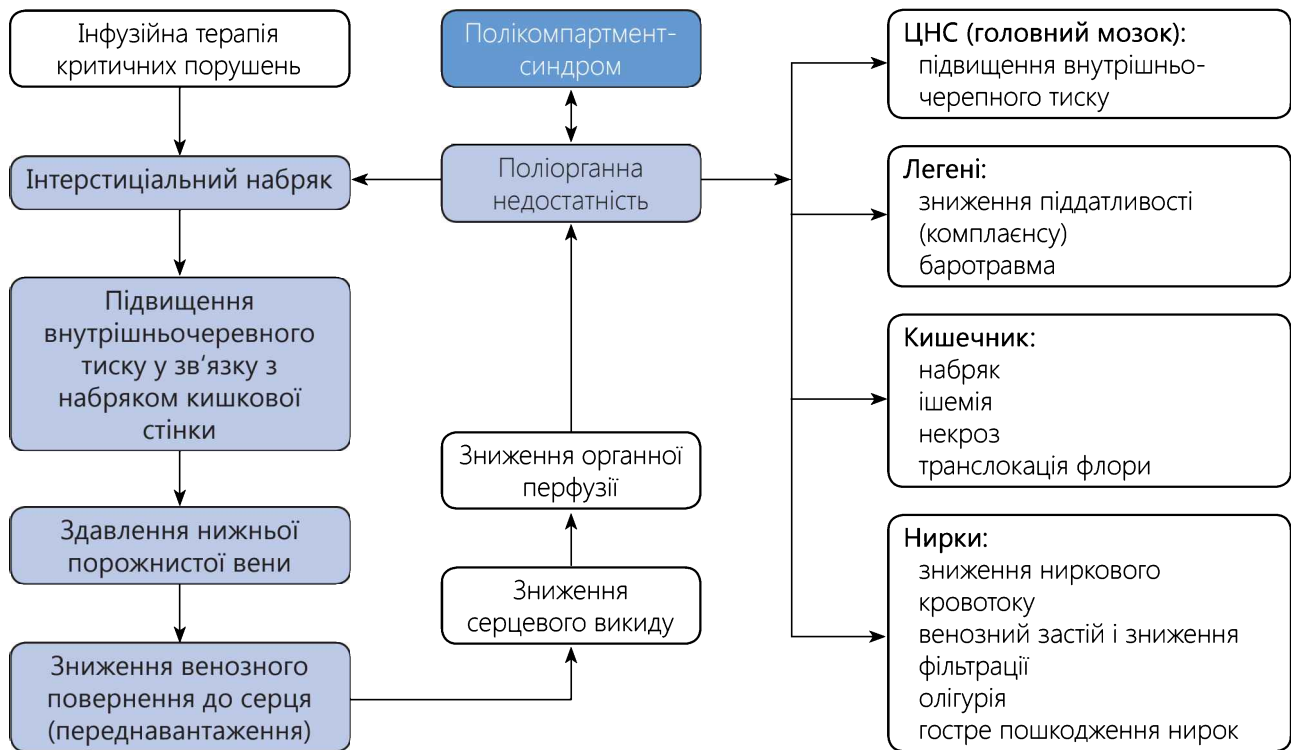 Інфузійна терапія
критичних порушень
Інтерстиціальний набряк
Підвищення
внутрішньочеревного
тиску у зв‘язку з
набряком кишкової
стінки
Здавлення нижньої
порожнистої вени
Зниження венозного
повернення до серця
(переднавантаження)
Полікомпартмент-
синдром
Поліорганна
недостатність
Зниження органної
перфузії
Зниження
серцевого викиду
ЦНС (головний мозок):
підвищення внутрішньо-
черепного тиску
Легені:
зниження піддатливості
(комплаєнсу)
баротравма
Кишечник:
набряк
ішемія
некроз
транслокація флори
Нирки:
зниження ниркового
кровотоку
венозний застій і зниження
фільтрації
олігурія
гостре пошкодження нирок